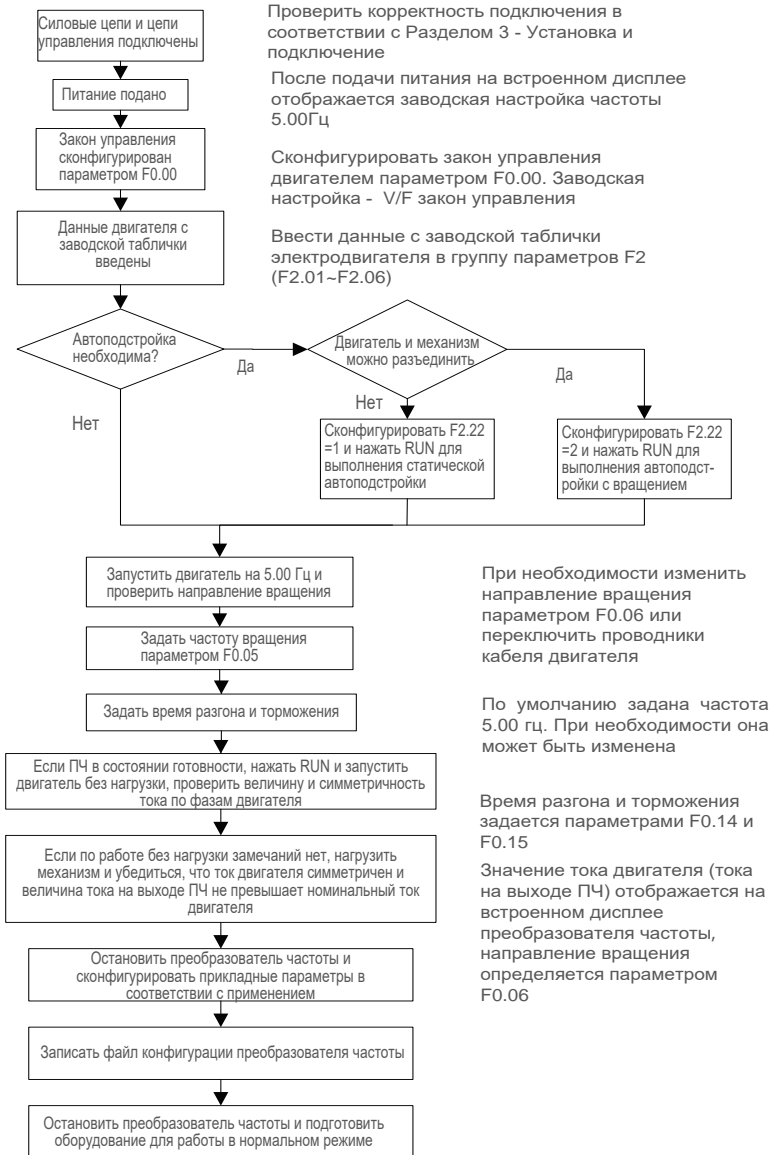 Силовые цепи и цепи
управления подключены
Проверить корректность подключения в
соответствии с Разделом 3 - Установка и
подключение
Питание подано
После подачи питания на встроенном дисплее
отображается заводская настройка частоты
5.00Гц
Закон управления
сконфигурирован
параметром F0.00
Сконфигурировать закон управления
двигателем параметром F0.00. Заводская
настройка - V/F закон управления
Данные двигателя с
заводской таблички
введены
Ввести данные с заводской таблички
электродвигателя в группу параметров F2
(F2.01~F2.06)
Автоподстройка
необходима?
Да
Двигатель и механизм
можно разъединить
Да
Нет
Нет
Сконфигурировать F2.22
=1 и нажать RUN для
выполнения статической
автоподстройки
Сконфигурировать F2.22
=2 и нажать RUN для
выполнения автоподст-
ройки с вращением
Запустить двигатель на 5.00 Гц и
проверить направление вращения
При необходимости изменить
направление вращения
параметром F0.06 или
переключить проводники
кабеля двигателя
Задать частоту вращения
параметром F0.05
Задать время разгона и торможения
По умолчанию задана частота
5.00 гц. При необходимости она
может быть изменена
Если ПЧ в состоянии готовности, нажать RUN и запустить
двигатель без нагрузки, проверить величину и симметричность
тока по фазам двигателя
Время разгона и торможения
задается параметрами F0.14 и
F0.15
Если по работе без нагрузки замечаний нет, нагрузить
механизм и убедиться, что ток двигателя симметричен и
величина тока на выходе ПЧ не превышает номинальный ток
двигателя
Значение тока двигателя (тока
на выходе ПЧ) отображается на
встроенном дисплее
преобразователя частоты,
направление вращения
определяется параметром
F0.06
Остановить преобразователь частоты и
сконфигурировать прикладные параметры в
соответствии с применением
Записать файл конфигурации преобразователя частоты
Остановить преобразователь частоты и подготовить
оборудование для работы в нормальном режиме